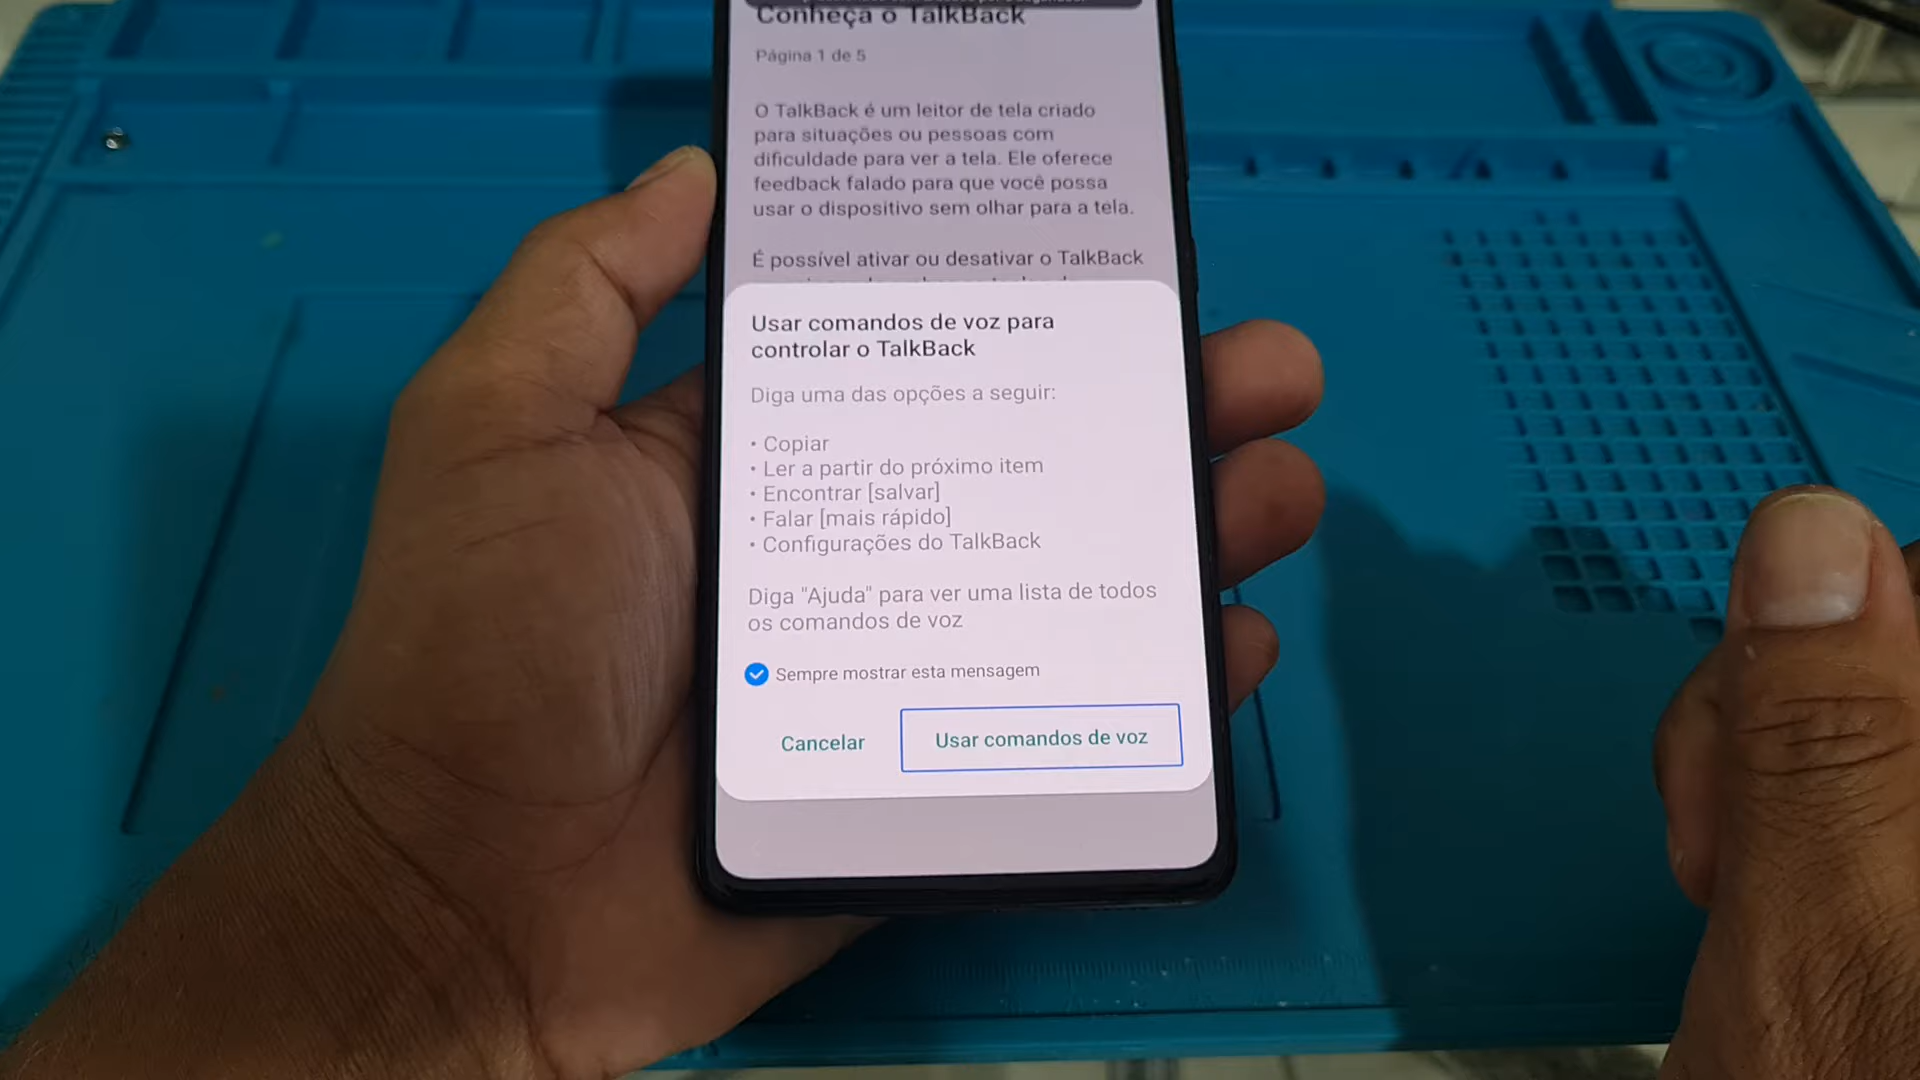 Conheça o TalkBack
Página 1 de 5
O TalkBack é um leitor de tela criado
para situações ou pessoas com
dificuldade para ver a tela. Ele oferece
feedback falado para que você possa
usar o dispositivo sem olhar para a tela.
É possível ativar ou desativar o TalkBack
Usar comandos de voz para
controlar o TalkBack
Diga uma das opções a seguir:
• Copiar
• Ler a partir do próximo item
• Encontrar [salvar]
• Falar [mais rápido]
• Configurações do TalkBack
Diga "Ajuda" para ver uma lista de todos
os comandos de voz
Sempre mostrar esta mensagem
Cancelar
Usar comandos de voz